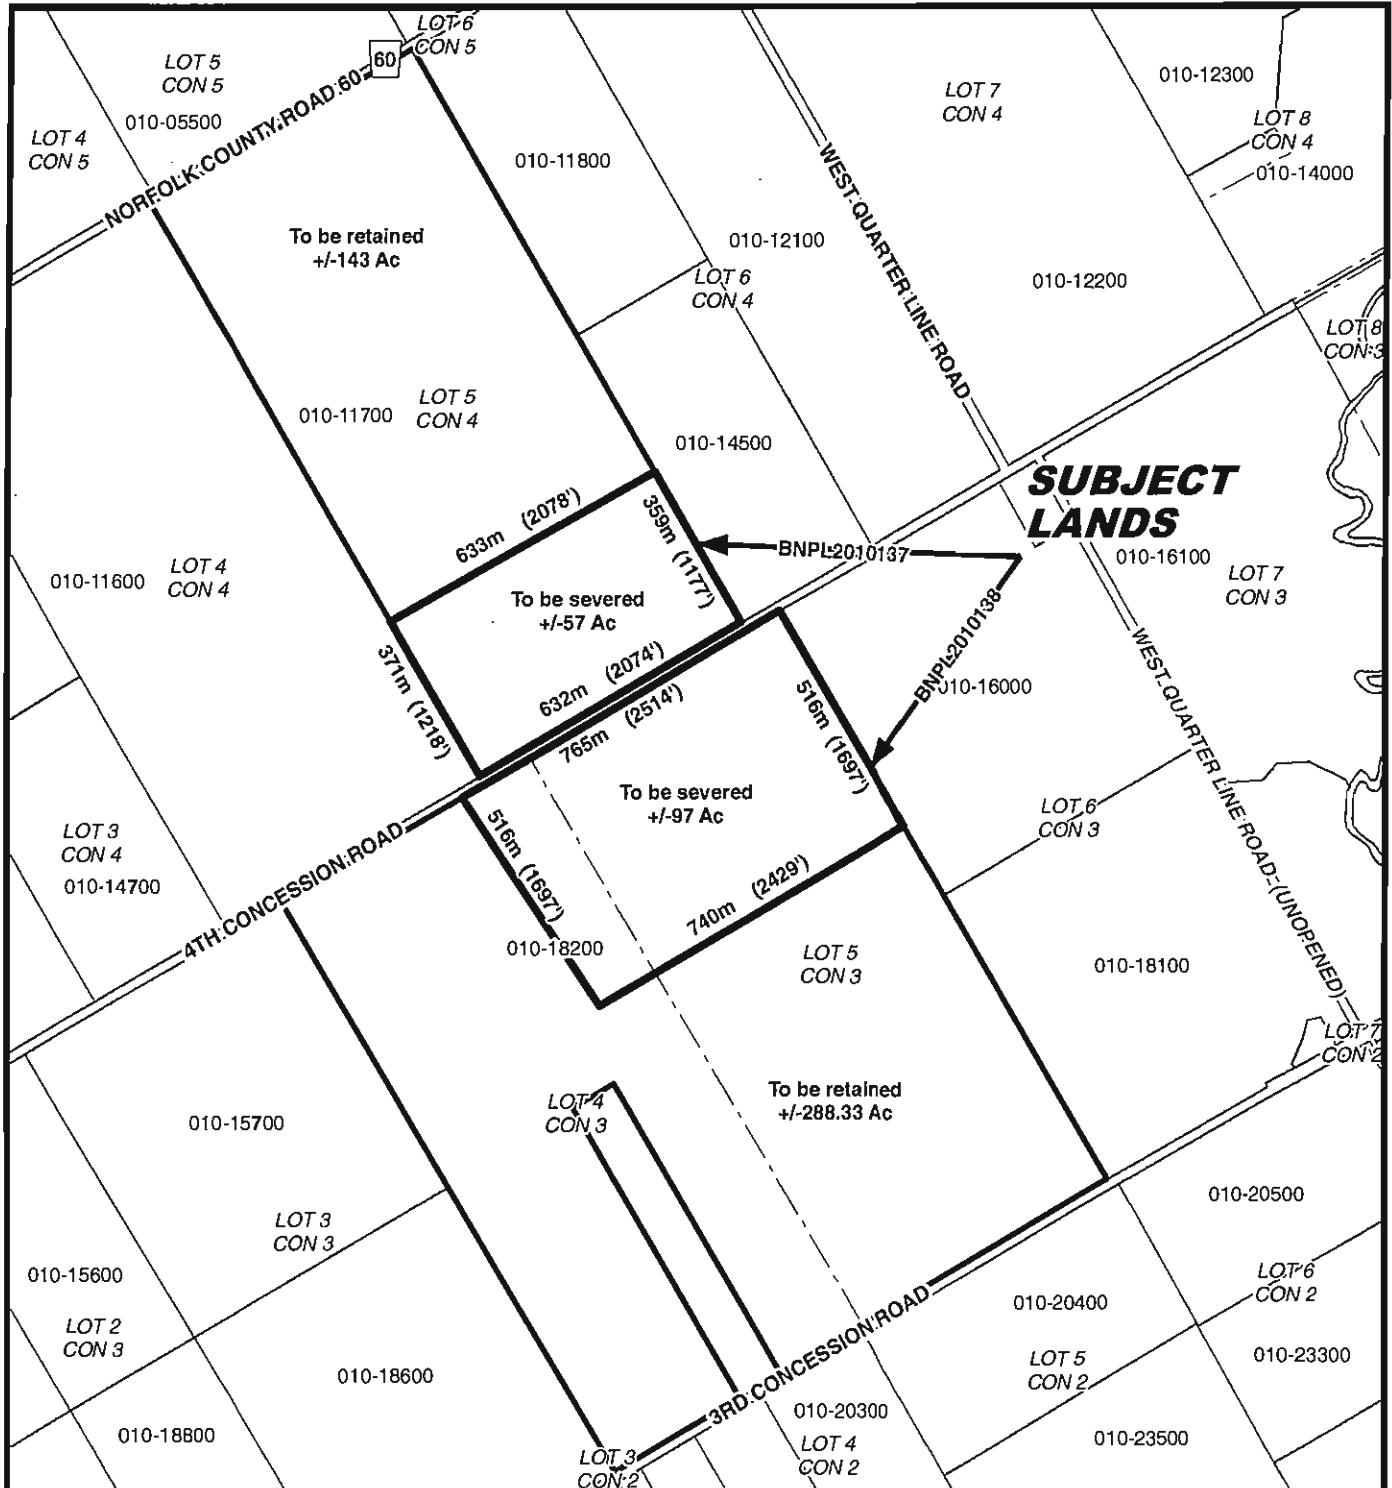 LOT 6
CON 5
60
LOT 5
CON 5
010-05500
LOT 4
CON 5
NORFOLK COUNTY ROAD 60
LOT 7
CON 4
010-12300
LOT 8
CON 4
010-14000
010-11800
WEST QUARTER LINE ROAD
To be retained
+/-143 Ac
010-12100
LOT 6
CON 4
010-12200
LOT 8
CON 3
010-11700
LOT 5
CON 4
010-14500
SUBJECT
LANDS
633m (2078')
359m (1177')
BNPL2010137
010-16100
LOT 7
CON 3
010-11600
LOT 4
CON 4
To be severed
+/-57 Ac
BNPL2010138
371m (1218')
632m (2074')
765m (2514')
516m (1697')
010-16000
WEST QUARTER LINE ROAD (UNOPENED)
To be severed
+/-97 Ac
LOT 6
CON 3
LOT 3
CON 4
010-14700
4TH CONCESSION ROAD
516m (1697')
740m (2429')
010-18200
LOT 5
CON 3
010-18100
LOT 7
CON 2
To be retained
+/-288.33 Ac
LOT 4
CON 3
010-15700
LOT 3
CON 3
010-20500
010-15600
LOT 2
CON 3
LOT 6
CON 2
010-20400
3RD CONCESSION ROAD
010-18600
LOT 5
CON 2
010-23300
010-20300
010-18800
LOT 4
CON 2
010-23500
LOT 3
CON 2